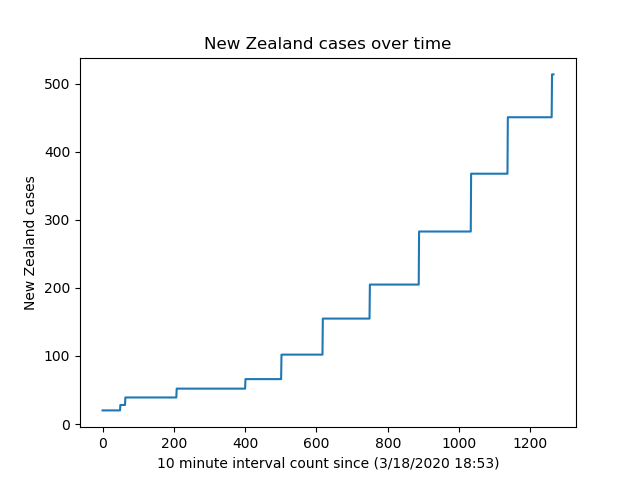 New Zealand cases over time
New Zealand cases
500
400
300
200
100
0
0 200 400 600 800 1000 1200
10 minute interval count since (3/18/2020 18:53)